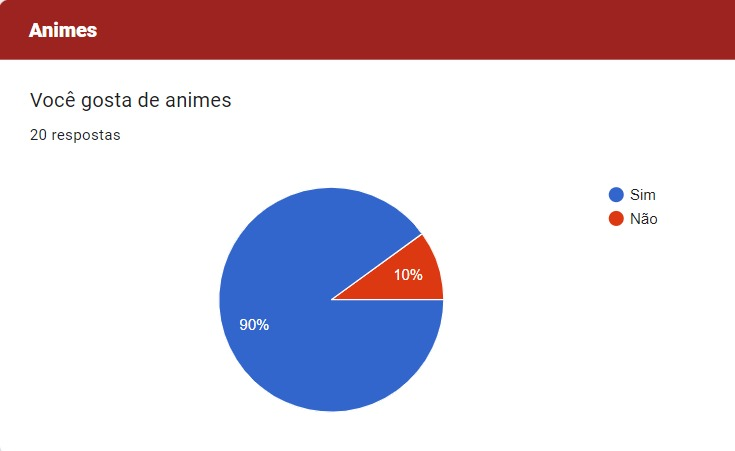 Animes
Você gosta de animes
20 respostas
Sim
Não
10%
90%